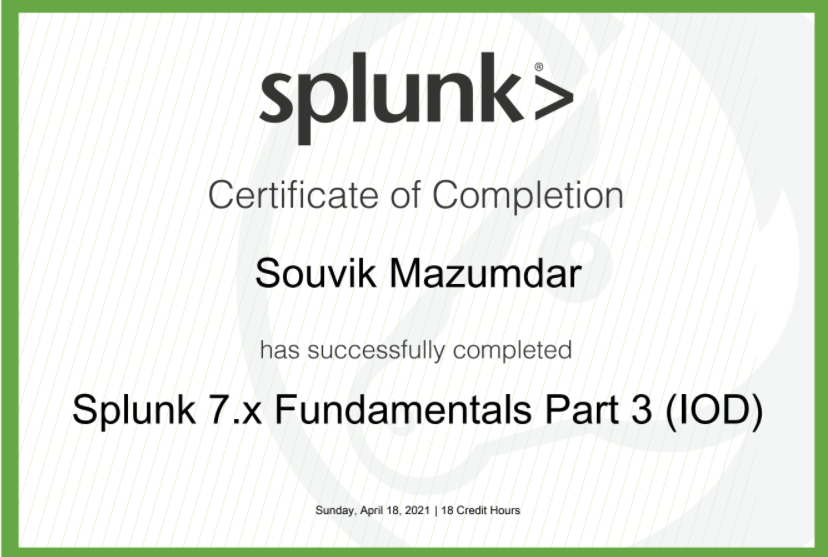 splunk>®
Certificate of Completion
Souvik Mazumdar
has successfully completed
Splunk 7.x Fundamentals Part 3 (IOD)
Sunday, April 18, 2021 | 18 Credit Hours